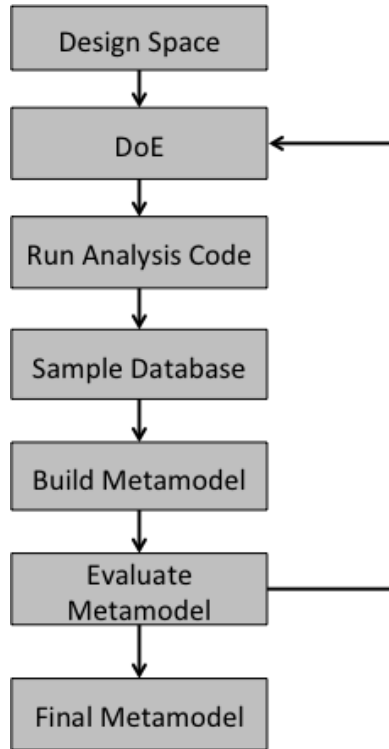 Design Space
DoE
Run Analysis Code
Sample Database
Build Metamodel
Evaluate
Metamodel
Final Metamodel